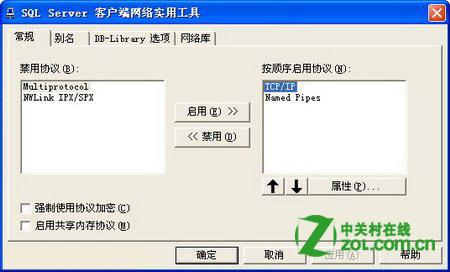 SQL Server 客户端网络实用工具
常规 别名 DB-Library 选项 网络库
禁用协议(B):
按顺序启用协议(N):
Multiprotocol
NWLink IPX/SPX
TCP/IP
Named Pipes
启用(E) >>
<< 禁用(D)
属性(P)...
强制使用协议加密(C)
启用共享内存协议(M)
中关村在线
zol.com.cn
确定 取消 应用(A) 帮助